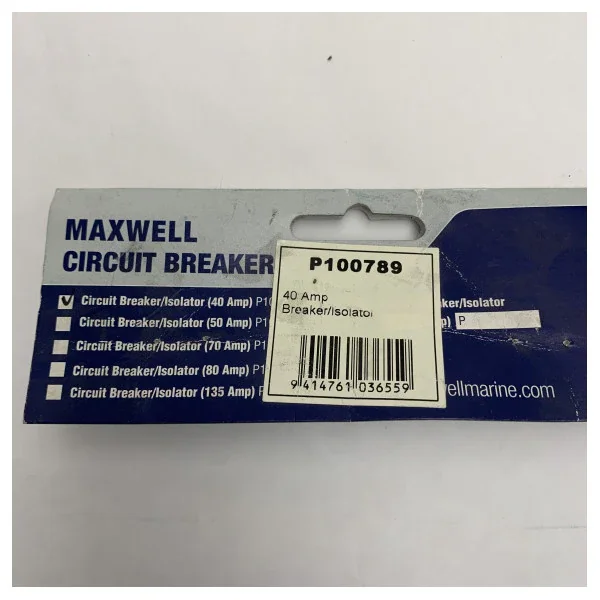 MAXWELL
CIRCUIT BREAKER
Circuit Breaker/Isolator (40 Amp)
Circuit Breaker/Isolator (50 Amp)
Circuit Breaker/Isolator (70 Amp)
Circuit Breaker/Isolator (80 Amp)
Circuit Breaker/Isolator (135 Amp)
P100789
40 Amp
Breaker/Isolator
9 414761 036559
ker/Isolator
P
ellmarine.com